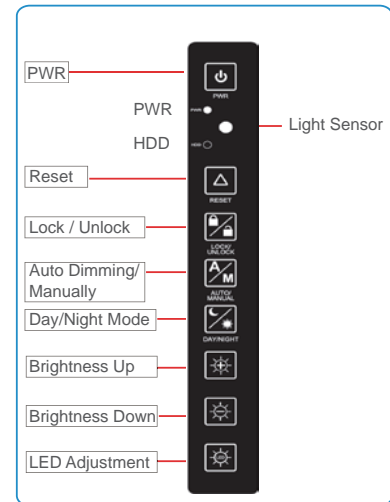 PWR
PWR
PWR
PWR
HDD
HDD
Light Sensor
Reset
RESET
Lock / Unlock
LOCK/
UNLOCK
Auto Dimming/
Manually
A/M
AUTO/
MANUAL
Day/Night Mode
DAY/NIGHT
Brightness Up
Brightness Down
LED Adjustment